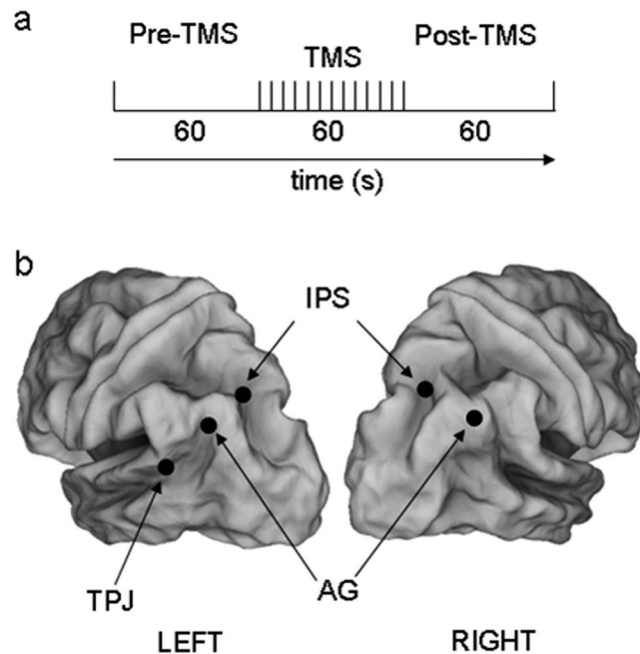 a
Pre-TMS TMS Post-TMS
60 60 60
time (s)
b
IPS
TPJ AG
LEFT RIGHT